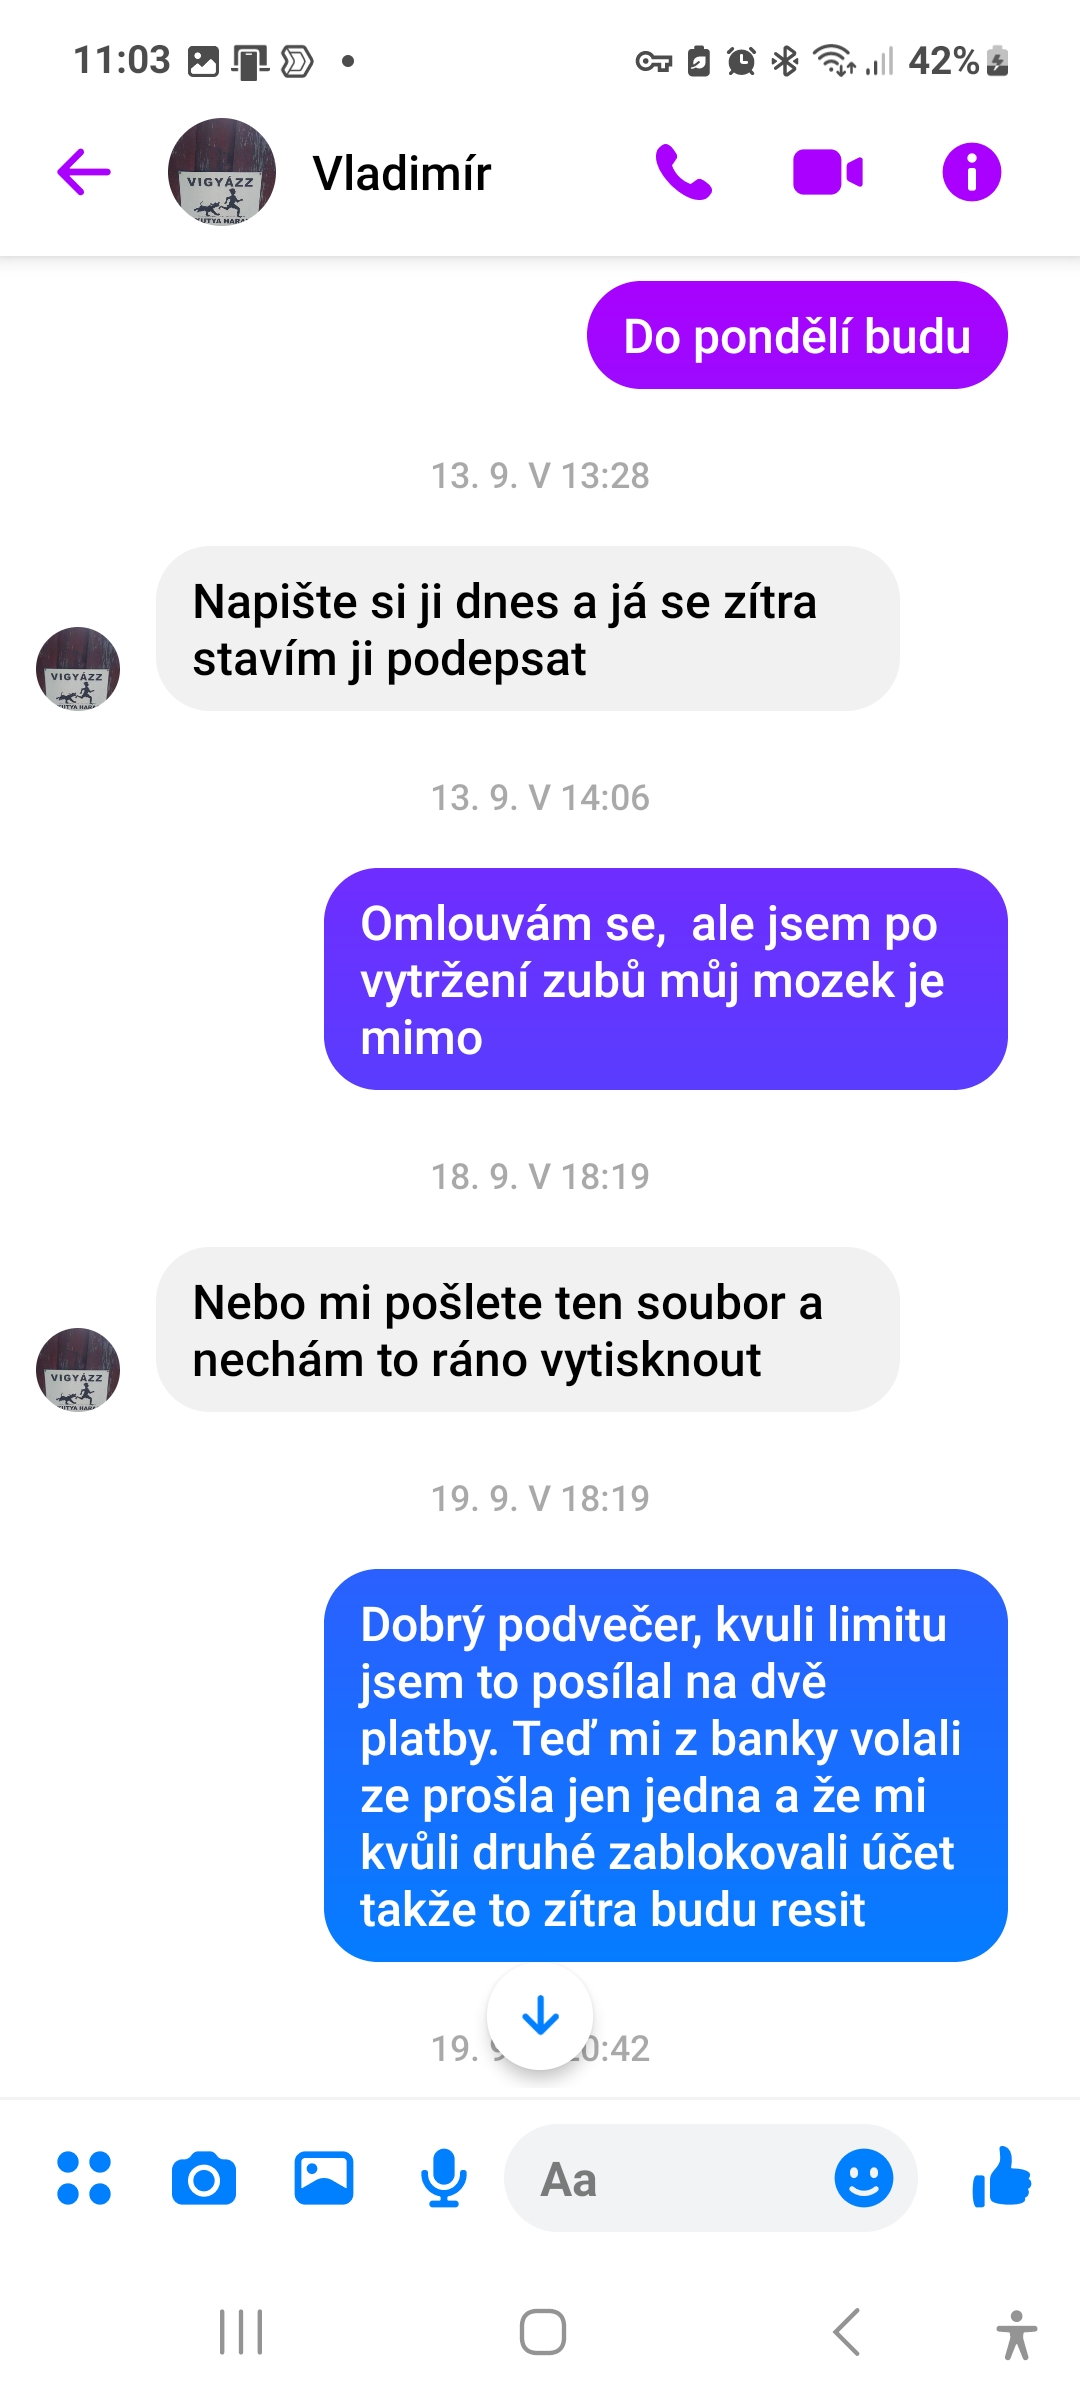 11:03
42%
VIGYÁZZ
KUTYA HARA
Vladimír
Do pondělí budu
13. 9. V 13:28
Napište si ji dnes a já se zítra
stavím ji podepsat
VIGYÁZZ
13. 9. V 14:06
Omlouvám se,  ale jsem po
vytržení zubů můj mozek je
mimo
18. 9. V 18:19
Nebo mi pošlete ten soubor a
nechám to ráno vytisknout
VIGYÁZZ
19. 9. V 18:19
Dobrý podvečer, kvuli limitu
jsem to posílal na dvě
platby. Teď mi z banky volali
ze prošla jen jedna a že mi
kvůli druhé zablokovali účet
takže to zítra budu resit
19. 0:42
Aa